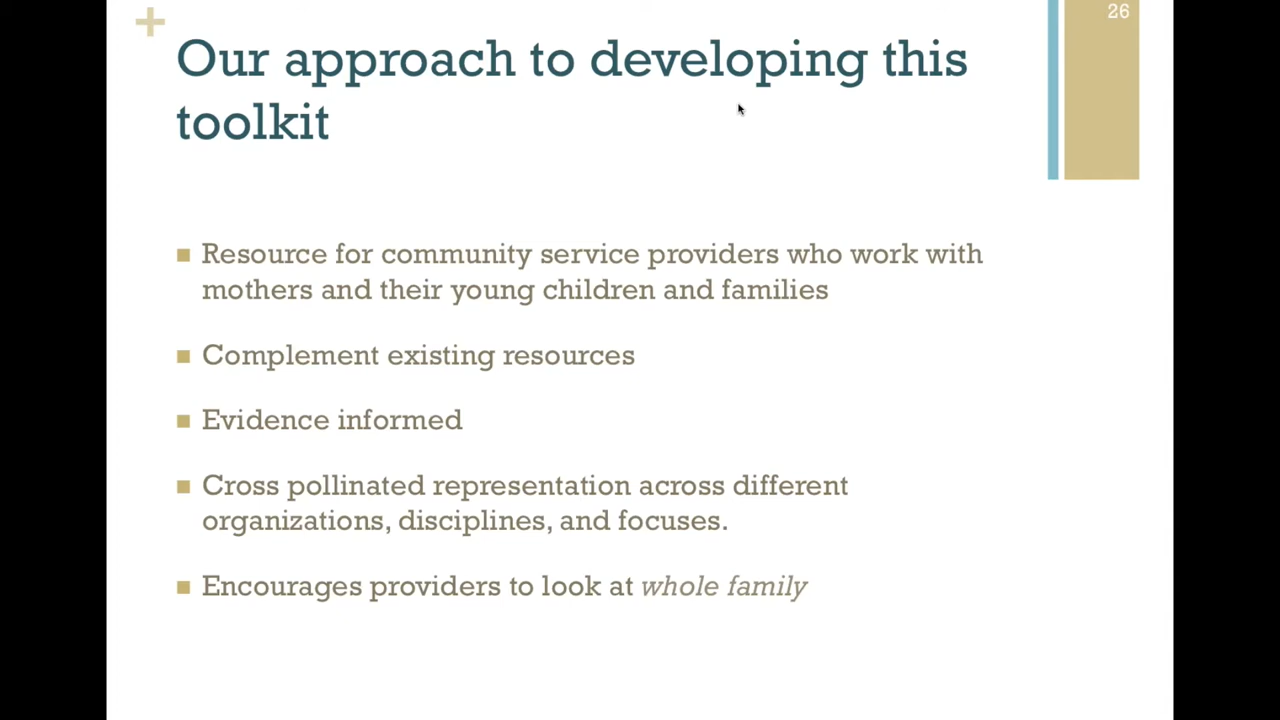 26
Our approach to developing this
toolkit
Resource for community service providers who work with
mothers and their young children and families
Complement existing resources
Evidence informed
Cross pollinated representation across different
organizations, disciplines, and focuses.
Encourages providers to look at whole family